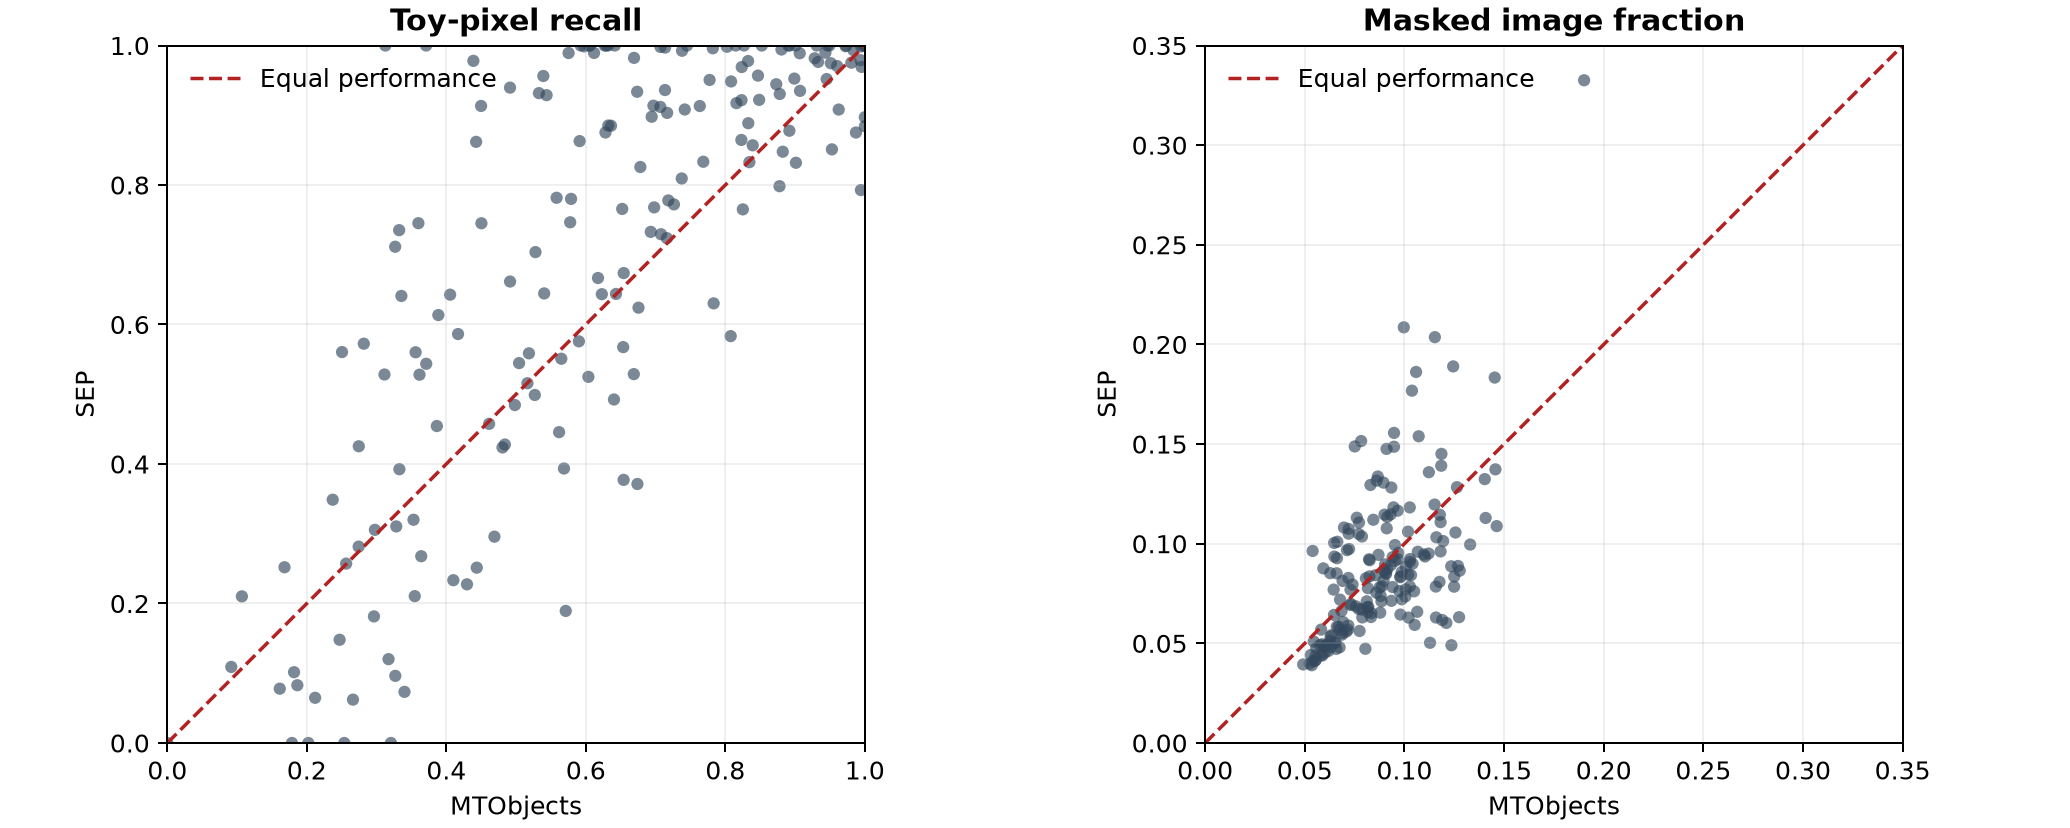 Toy-pixel recall
Equal performance
1.0
0.8
0.6
0.4
0.2
0.0
SEP
0.0 0.2 0.4 0.6 0.8 1.0
MTObjects
Masked image fraction
Equal performance
0.35
0.30
0.25
0.20
0.15
0.10
0.05
0.00
SEP
0.00 0.05 0.10 0.15 0.20 0.25 0.30 0.35
MTObjects